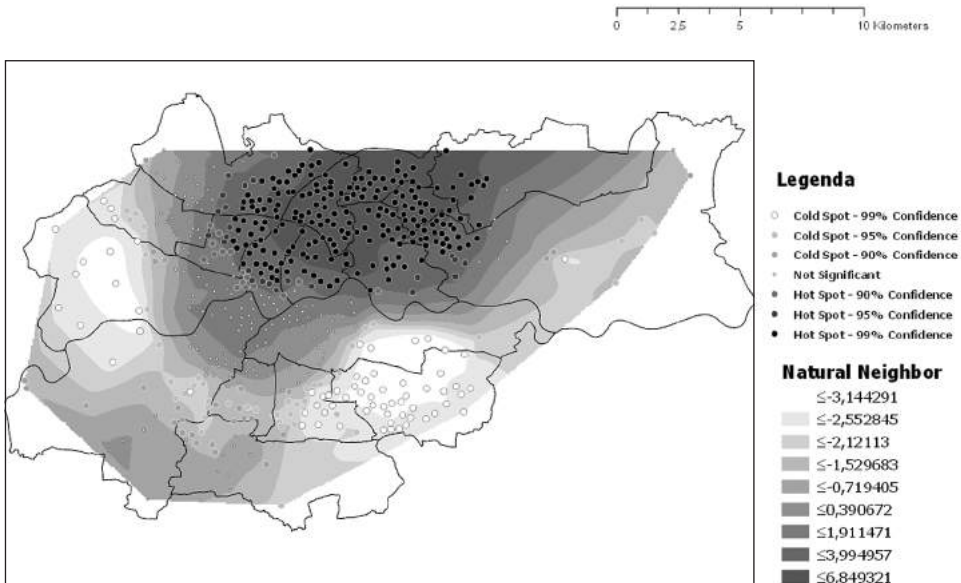 0 2.5 5 10 Kilometers
Legenda
Cold Spot - 99% Confidence
Cold Spot - 95% Confidence
Cold Spot - 90% Confidence
Not Significant
Hot Spot - 90% Confidence
Hot Spot - 95% Confidence
Hot Spot - 99% Confidence
Natural Neighbor
≤-3,144291
≤-2,552845
≤-2,12113
≤-1,529683
≤-0,719405
≤0,390672
≤1,911471
≤3,994957
≤6,849321